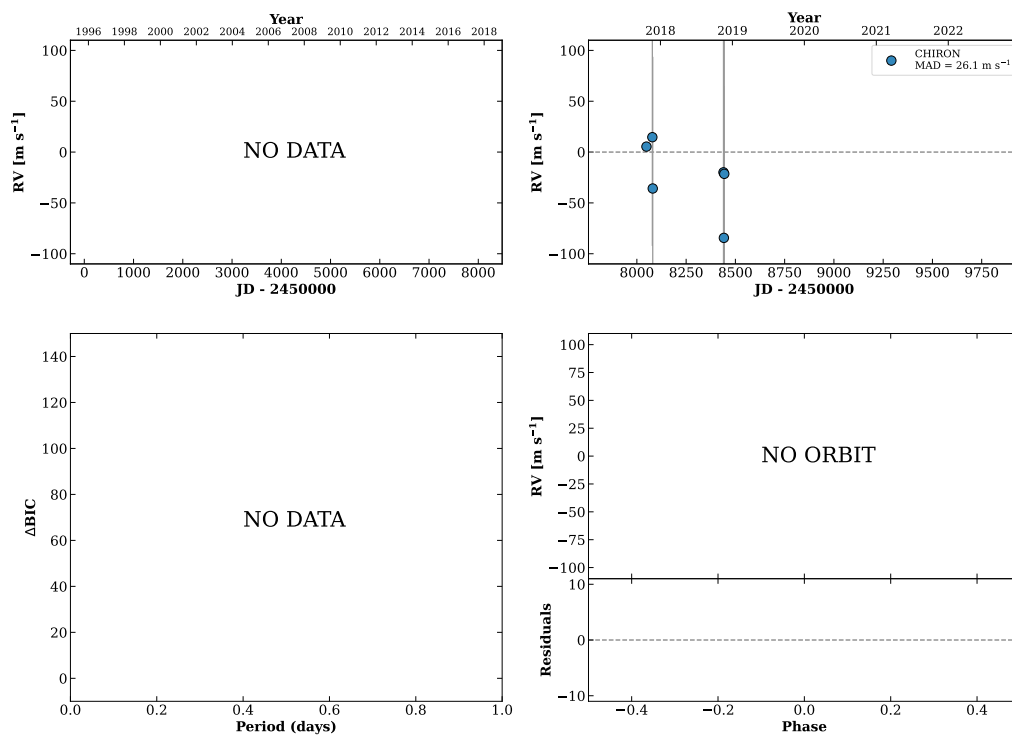 Year
1996 1998 2000 2002 2004 2006 2008 2010 2012 2014 2016 2018
100
50
0
−50
−100
RV [m s⁻¹]
NO DATA
0 1000 2000 3000 4000 5000 6000 7000 8000
JD - 2450000
Year
2018 2019 2020 2021 2022
CHIRON
MAD = 26.1 m s⁻¹
100
50
0
−50
−100
RV [m s⁻¹]
8000 8250 8500 8750 9000 9250 9500 9750
JD - 2450000
140
120
100
80
60
40
20
0
ΔBIC
NO DATA
0.0 0.2 0.4 0.6 0.8 1.0
Period (days)
100
75
50
25
0
−25
−50
−75
−100
RV [m s⁻¹]
NO ORBIT
10
0
−10
Residuals
−0.4 −0.2 0.0 0.2 0.4
Phase